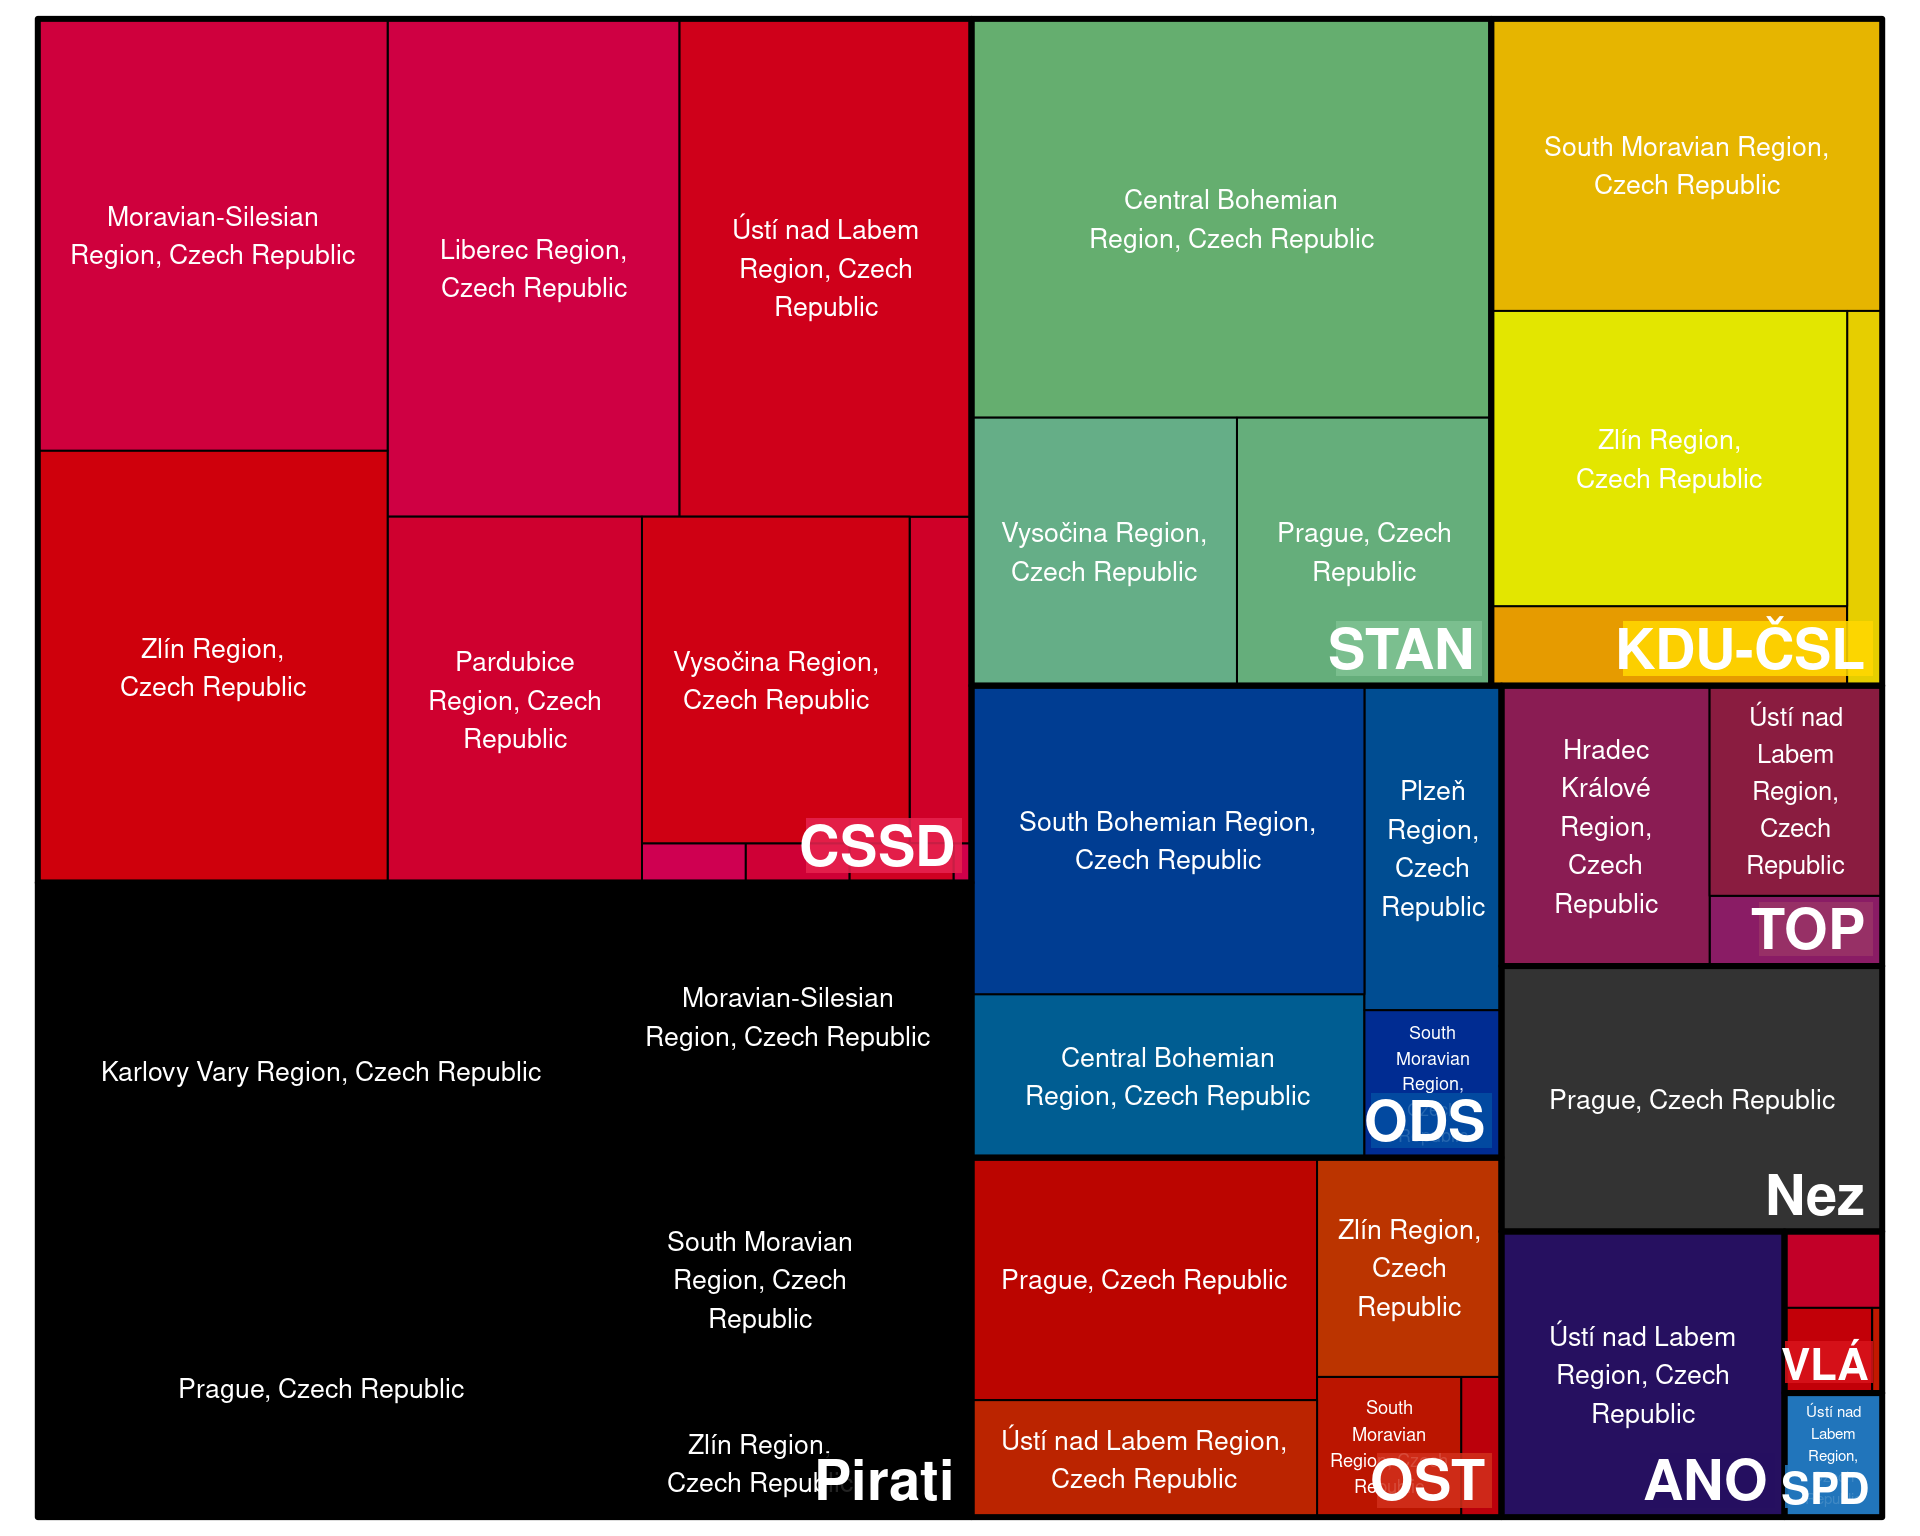 Moravian-Silesian
Region, Czech Republic
Liberec Region,
Czech Republic
Ústí nad Labem
Region, Czech
Republic
Zlín Region,
Czech Republic
Pardubice
Region, Czech
Republic
Vysočina Region,
Czech Republic
CSSD
Central Bohemian
Region, Czech Republic
Vysočina Region,
Czech Republic
Prague, Czech
Republic
STAN
South Moravian Region,
Czech Republic
Zlín Region,
Czech Republic
KDU-ČSL
Karlovy Vary Region, Czech Republic
Moravian-Silesian
Region, Czech Republic
Prague, Czech Republic
South Moravian
Region, Czech
Republic
Zlín Region,
Czech Republic
Pirati
South Bohemian Region,
Czech Republic
Plzeň
Region,
Czech
Republic
Central Bohemian
Region, Czech Republic
South
Moravian
Region,
ODS
Hradec
Králové
Region,
Czech
Republic
Ústí nad
Labem
Region,
Czech
Republic
TOP
Prague, Czech Republic
Nez
Prague, Czech Republic
Zlín Region,
Czech
Republic
Ústí nad Labem Region,
Czech Republic
South
Moravian
Region, Czech
OST
Ústí nad Labem
Region, Czech
Republic
ANO
VLÁ
Ústí nad
Labem
Region,
SPD